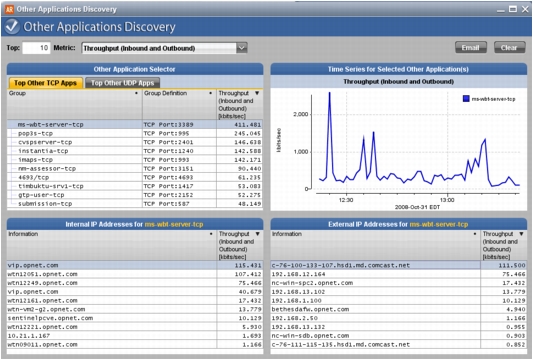 AR Other Applications Discovery
Other Applications Discovery
Top: 10 Metric: Throughput (Inbound and Outbound) Email Clear
Other Application Selector
Top Other TCP Apps Top Other UDP Apps
Group Group Definition Throughput (Inbound and Outbound) [kbits/sec]
ms-wbt-server-tcp TCP Port:3389 411.481
pop3s-tcp TCP Port:995 245.045
cvspserver-tcp TCP Port:2401 146.638
instantia-tcp TCP Port:1240 142.588
imaps-tcp TCP Port:993 142.171
nm-assessor-tcp TCP Port:3151 90.440
4693/tcp TCP Port:4693 61.235
timbuktu-srv1-tcp TCP Port:1417 53.083
gtp-user-tcp TCP Port:2152 52.275
submission-tcp TCP Port:587 48.149
Time Series for Selected Other Application(s)
Throughput (Inbound and Outbound)
ms-wbt-server-tcp
kbits/sec
2,000
1,000
0
12:30 13:00
2008-Oct-31 EDT
Internal IP Addresses for ms-wbt-server-tcp
Information Throughput (Inbound and Outbound) [kbits/sec]
vip.opnet.com 115.431
wtn12051.opnet.com 107.412
wtn12249.opnet.com 75.466
vip.opnet.com 40.679
wtn12161.opnet.com 17.432
wtn-vm2-g2.opnet.com 13.779
sentinelpcve.opnet.com 10.129
wtn12221.opnet.com 5.930
10.21.1.167 1.693
wtn09011.opnet.com 1.166
External IP Addresses for ms-wbt-server-tcp
Information Throughput (Inbound and Outbound) [kbits/sec]
c-76-100-133-107.hsd1.md.comcast.net 111.500
192.168.12.164 75.466
nc-win-spc2.opnet.com 17.432
192.168.13.102 13.779
192.168.1.100 10.129
bethesdafw.opnet.com 4.940
192.168.2.50 1.166
192.168.13.132 0.955
nc-win-sdb.opnet.com 0.903
c-76-111-115-135.hsd1.md.comcast.net 0.852